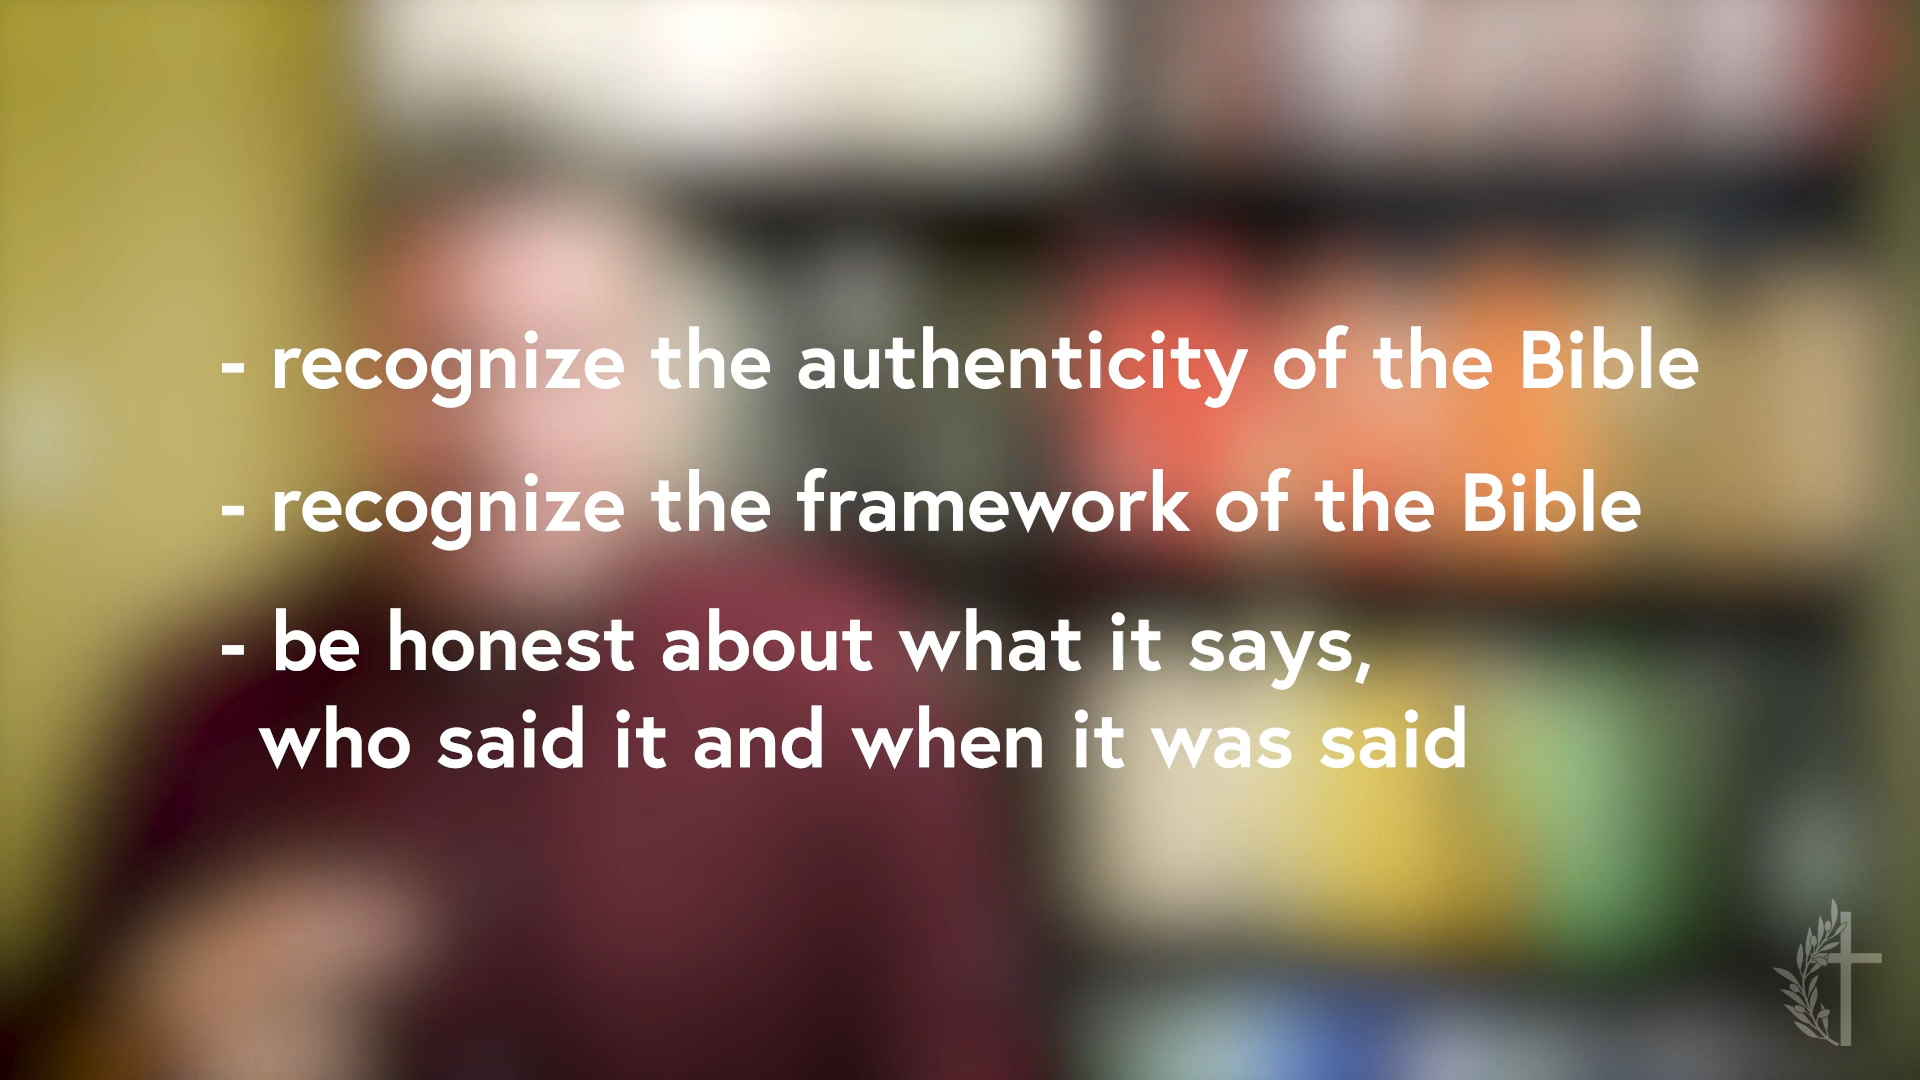 - recognize the authenticity of the Bible
- recognize the framework of the Bible
- be honest about what it says,
who said it and when it was said